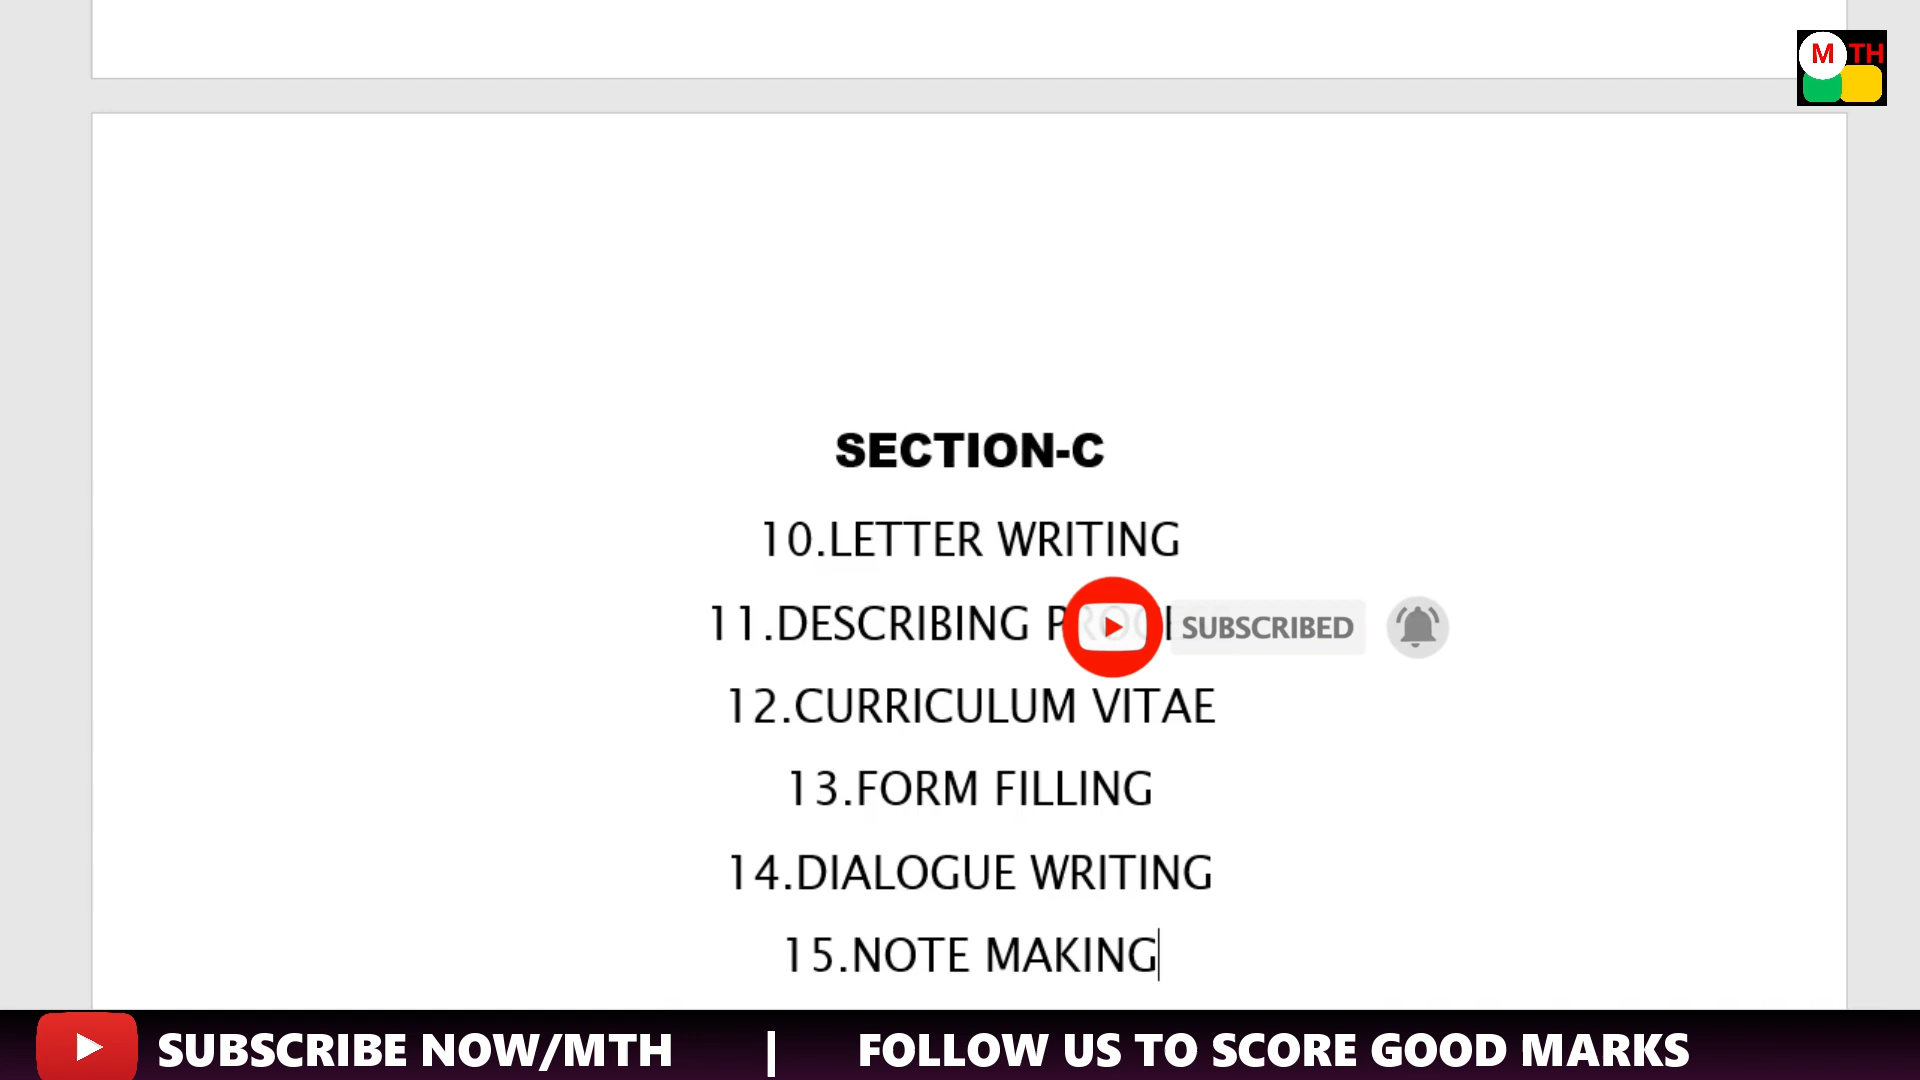 M TH
SECTION-C
10.LETTER WRITING
11.DESCRIBING
SUBSCRIBED
12.CURRICULUM VITAE
13.FORM FILLING
14.DIALOGUE WRITING
15.NOTE MAKING
SUBSCRIBE NOW/MTH | FOLLOW US TO SCORE GOOD MARKS